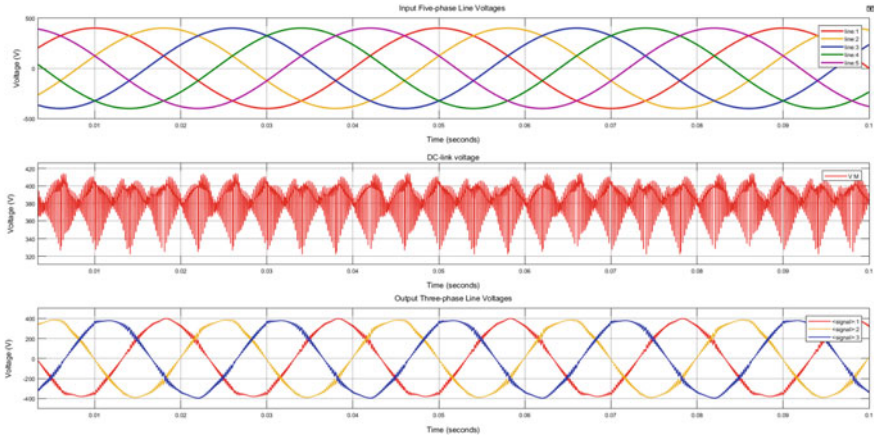 Input Five-phase Line Voltages
500
0
-500
Voltage (V)
line:1
line:2
line:3
line:4
line:5
0.01 0.02 0.03 0.04 0.05 0.06 0.07 0.08 0.09 0.1
Time (seconds)
DC-link voltage
420
400
380
360
340
320
Voltage (V)
V M
0.01 0.02 0.03 0.04 0.05 0.06 0.07 0.08 0.09 0.1
Time (seconds)
Output Three-phase Line Voltages
400
200
0
-200
-400
Voltage (V)
<signal>:1
<signal>:2
<signal>:3
0.01 0.02 0.03 0.04 0.05 0.06 0.07 0.08 0.09 0.1
Time (seconds)